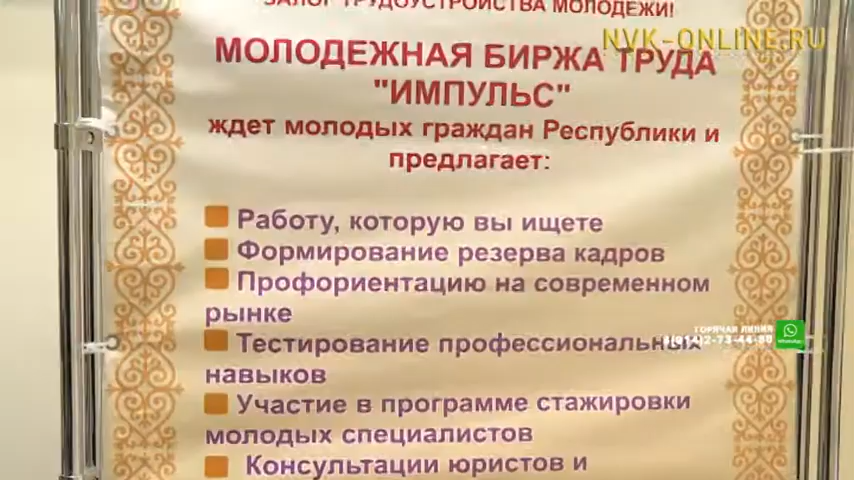 ЗАЛОГ ТРУДОУСТРОЙСТВА МОЛОДЕЖИ!
NVK-ONLINE.RU
МОЛОДЕЖНАЯ БИРЖА ТРУДА
"ИМПУЛЬС"
ждет молодых граждан Республики и
предлагает:
Работу, которую вы ищете
Формирование резерва кадров
Профориентацию на современном
рынке
ГОРЯЧАЯ ЛИНИЯ
Тестирование профессиональных
навыков
Участие в программе стажировки
молодых специалистов
Консультации юристов и